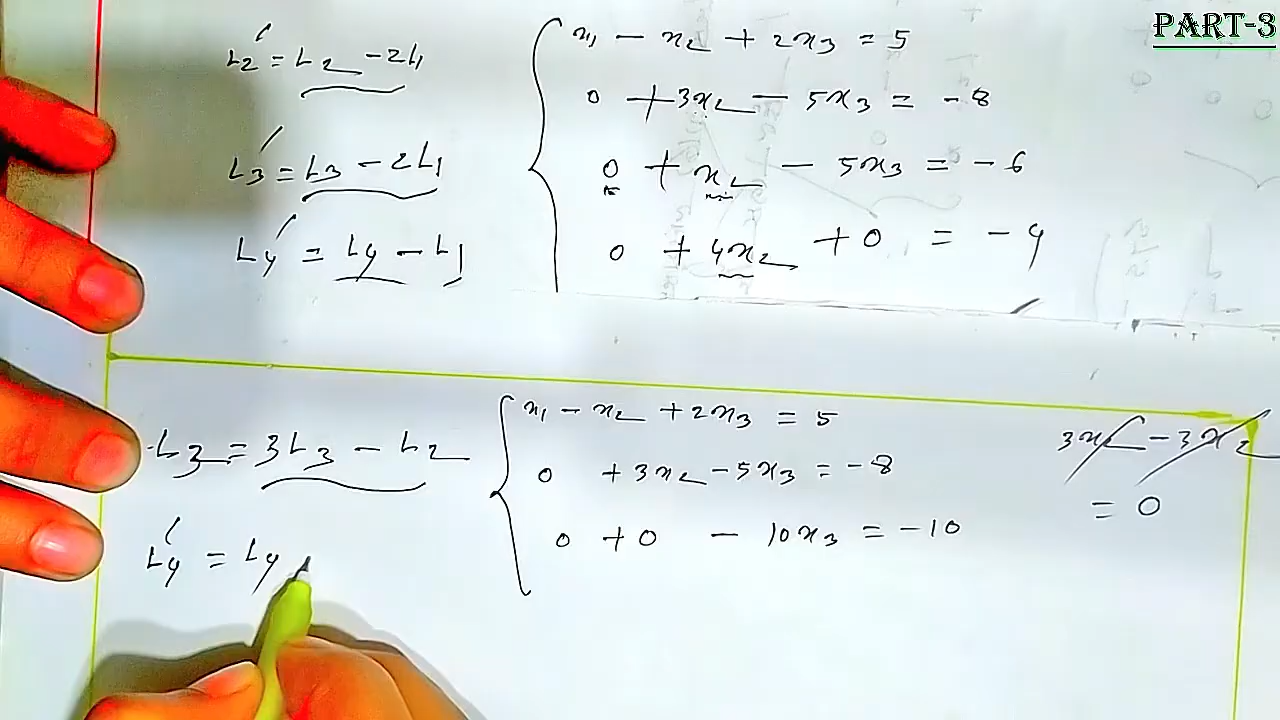 PART-3
L₂' = L₂ - 2L₁
x₁ - x₂ + 2x₃ = 5
0 + 3x₂ - 5x₃ = -8
L₃' = L₃ - 2L₁
0 + x₂ - 5x₃ = -6
L₄' = L₄ - L₁
0 + 4x₂ + 0 = -4
x₁ - x₂ + 2x₃ = 5
L₃ = 3L₃ - L₂
0 + 3x₂ - 5x₃ = -8
3x₂ - 3x₂
= 0
0 + 0 - 10x₃ = -10
L₄' = L₄